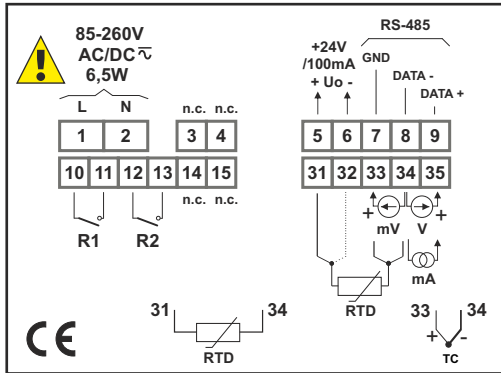 85-260V
AC/DC
6,5W
L N
n.c. n.c.
1 2 3 4
10 11 12 13 14 15
n.c. n.c.
R1 R2
RS-485
+24V
/100mA
+ Uo -
GND
DATA -
DATA +
5 6 7 8 9
31 32 33 34 35
+ mV V +
mA
RTD
31 34
RTD
33 34
+ -
TC
CE